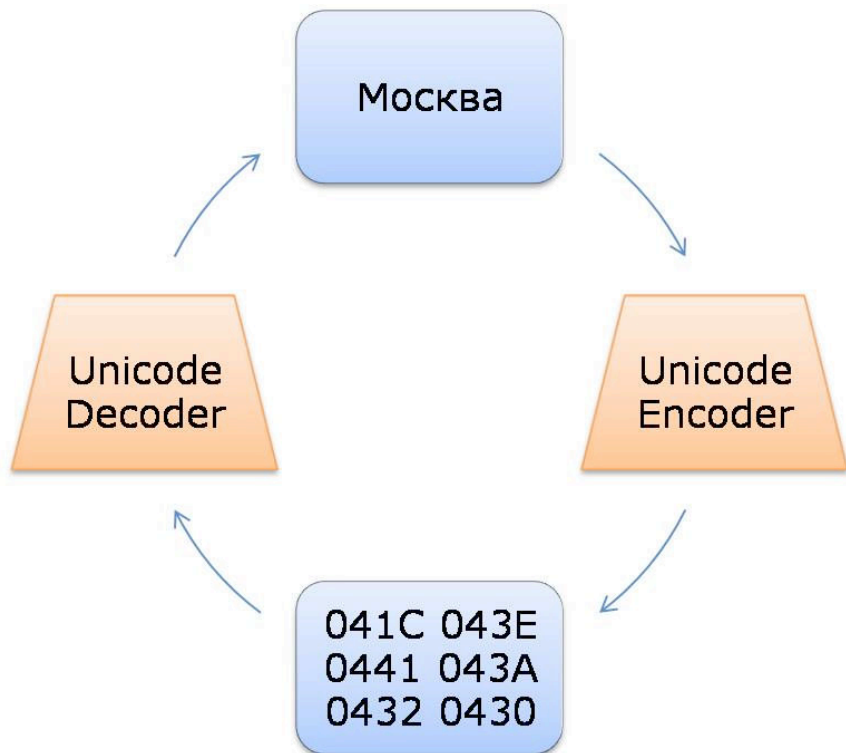 Москва
Unicode
Decoder
Unicode
Encoder
041C 043E
0441 043A
0432 0430